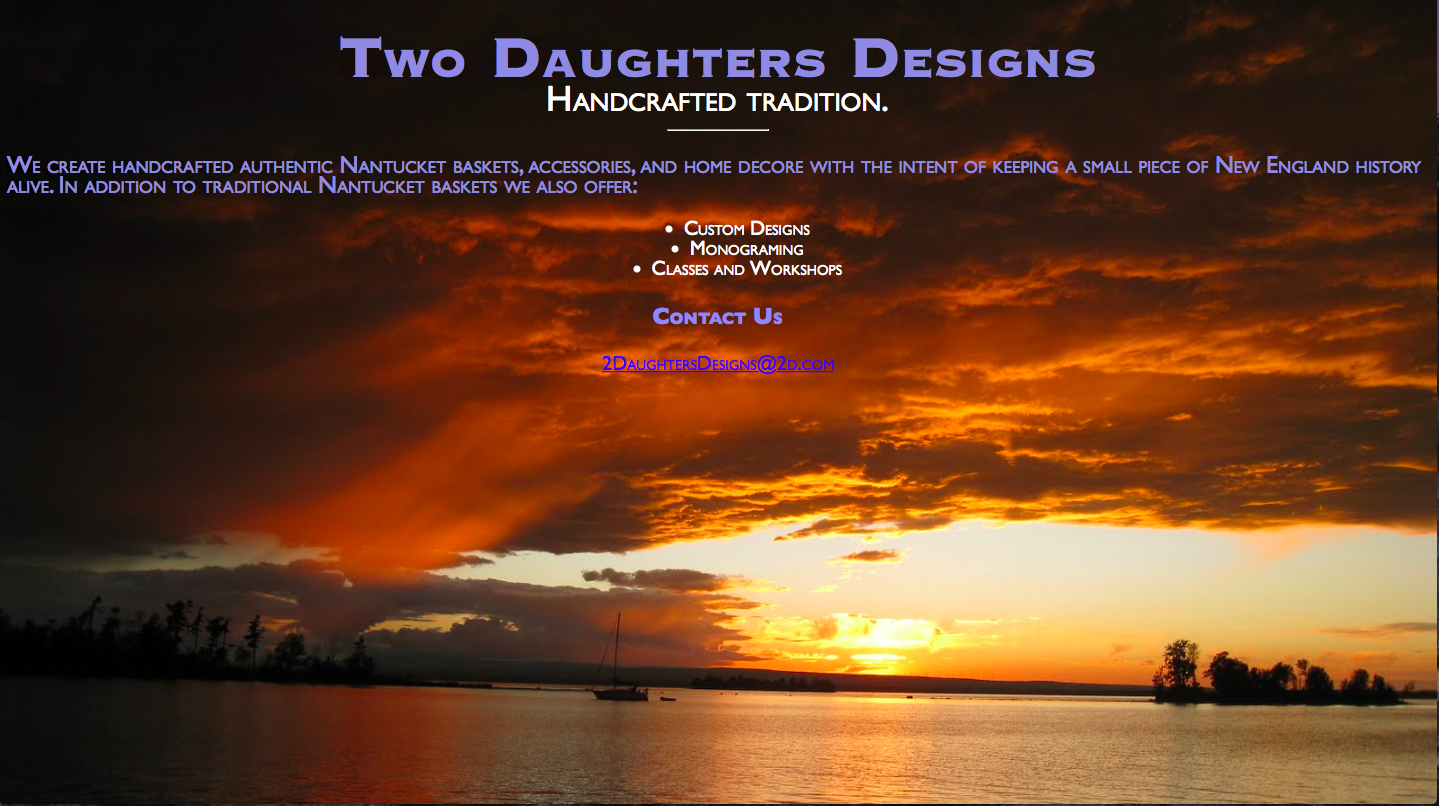 Two Daughters Designs
Handcrafted tradition.
We create handcrafted authentic Nantucket baskets, accessories, and home decore with the intent of keeping a small piece of New England history
alive. In addition to traditional Nantucket baskets we also offer:
• Custom Designs
• Monograming
• Classes and Workshops
Contact Us
2DaughtersDesigns@2d.com